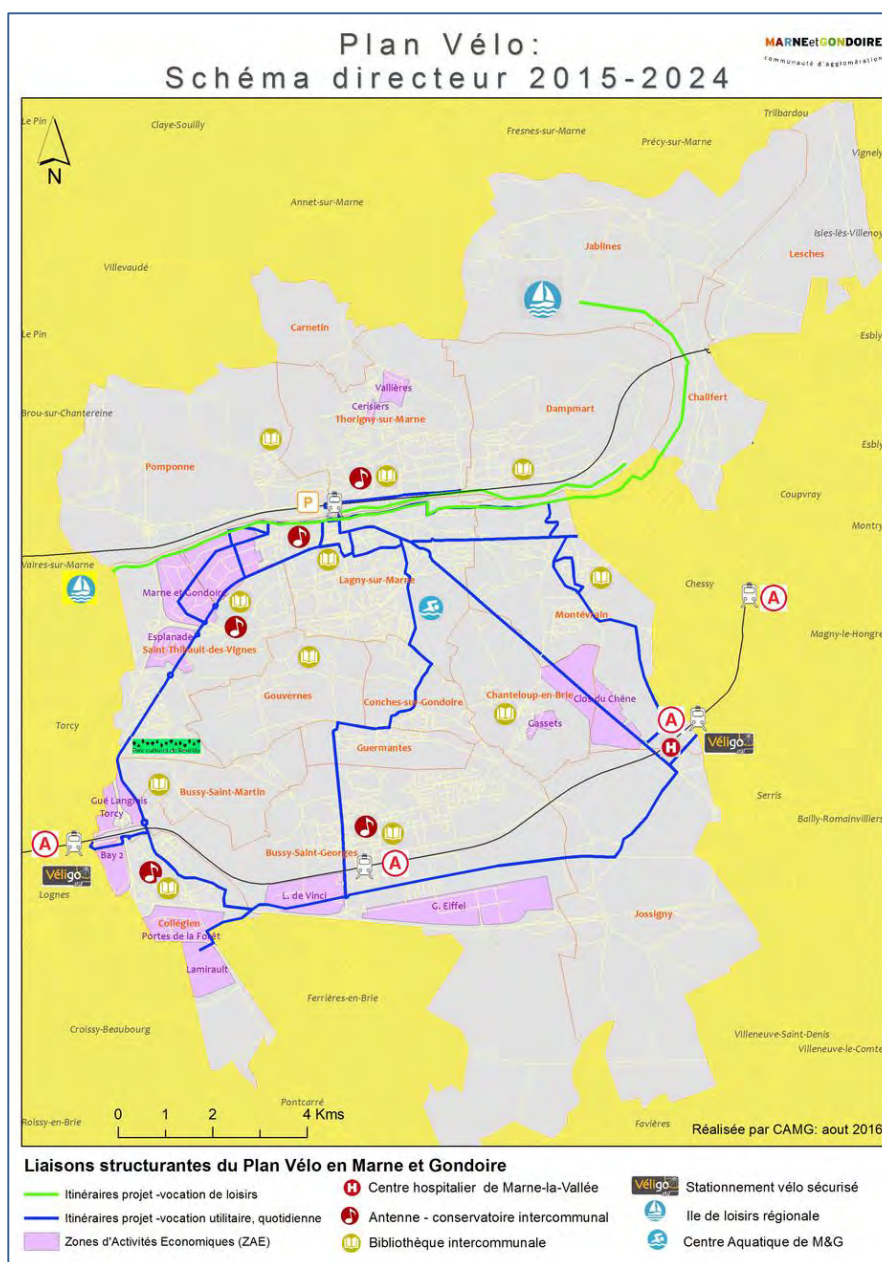 Plan Vélo:
Schéma directeur 2015-2024
MARNEetGONDOIRE
communauté d'agglomération
Le Pin
Claye-Souilly
Fresnes-sur-Marne
Trilbardou
Précy-sur-Marne
Vignely
N
Annet-sur-Marne
Isles-lès-Villenoy
Jablines
Lesches
Villevaudé
Carnetin
Le Pin
Esbly
Vallières
Cerisiers
Chalifert
Brou-sur-Chantereine
Thorigny-sur-Marne
Dampmart
Esbly
Pomponne
Coupvray
P
Montry
Vaires-sur-Marne
Lagny-sur-Marne
Chessy
A
Marne et Gondoire
Montévrain
Esplanade
Magny-le-Hongre
Saint-Thibault-des-Vignes
Gouvernes
Conches-sur-Gondoire
Chanteloup-en-Brie
Clos du Chêne
Torcy
Gassets
A
Guermantes
H
Véligo
Parc culturel de Rentilly
Bussy-Saint-Martin
Serris
Gué Langlois
Torcy
Bailly-Romainvilliers
A
Bay 2
Bussy-Saint-Georges
A
Véligo
Lognes
L. de Vinci
G. Eiffel
Collégien
Jossigny
Portes de la Forêt
Lamirault
Ferrières-en-Brie
Croissy-Beaubourg
Villeneuve-Saint-Denis
Villeneuve-le-Comte
Pontcarré
0 1 2 4 Kms
Roissy-en-Brie
Favières
Réalisée par CAMG: aout 2016
Liaisons structurantes du Plan Vélo en Marne et Gondoire
Itinéraires projet -vocation de loisirs
H Centre hospitalier de Marne-la-Vallée
Véligo Stationnement vélo sécurisé
Itinéraires projet -vocation utilitaire, quotidienne
Antenne - conservatoire intercommunal
Ile de loisirs régionale
Zones d'Activités Economiques (ZAE)
Bibliothèque intercommunale
Centre Aquatique de M&G